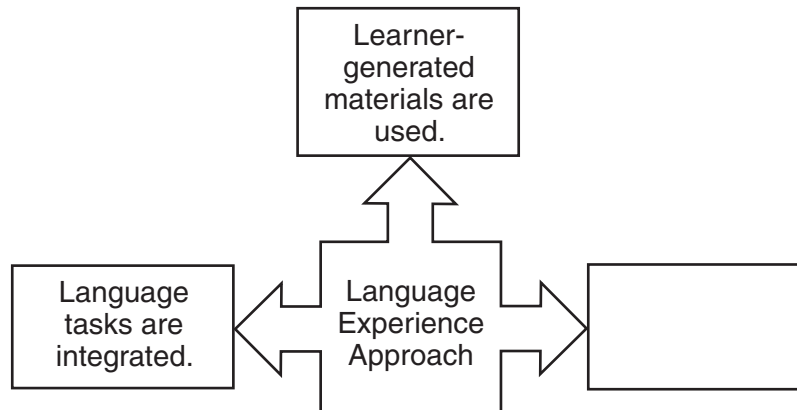 Learner-
generated
materials are
used.
Language
tasks are
integrated.
Language
Experience
Approach